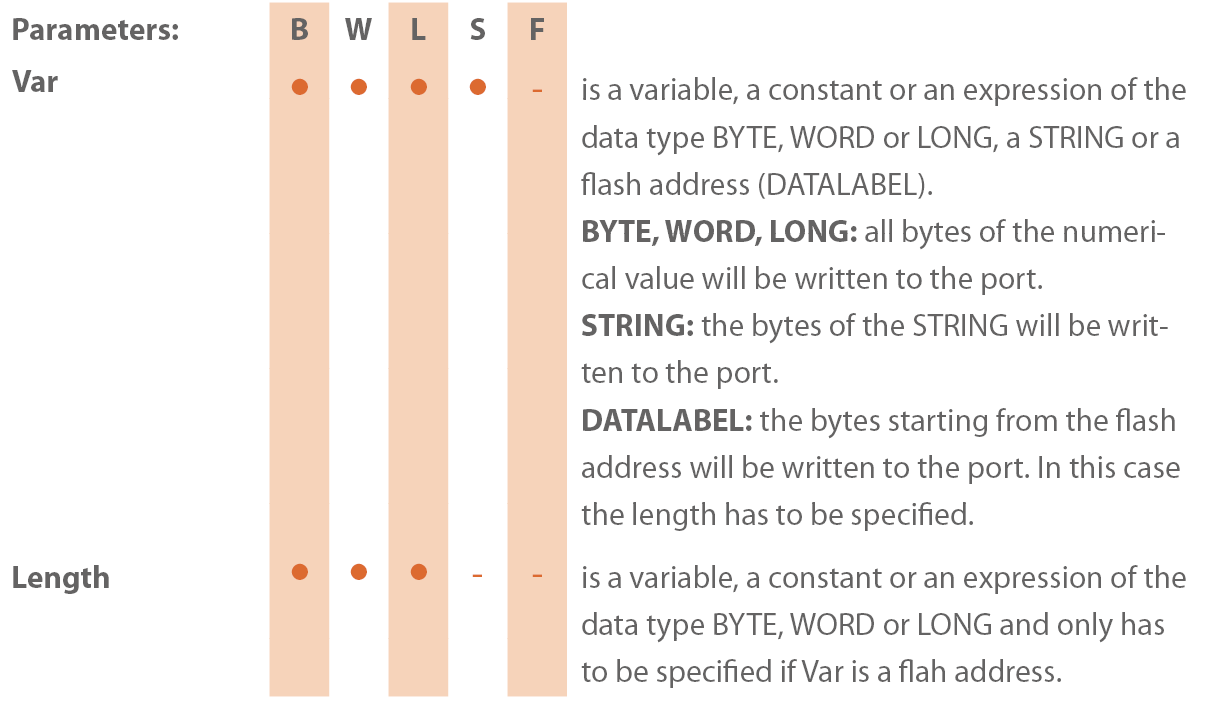 Parameters: B W L S F
Var ● ● ● ● - is a variable, a constant or an expression of the
data type BYTE, WORD or LONG, a STRING or a
flash address (DATALABEL).
BYTE, WORD, LONG: all bytes of the numeri-
cal value will be written to the port.
STRING: the bytes of the STRING will be writ-
ten to the port.
DATALABEL: the bytes starting from the flash
address will be written to the port. In this case
the length has to be specified.
Length ● ● ● - - is a variable, a constant or an expression of the
data type BYTE, WORD or LONG and only has
to be specified if Var is a flah address.